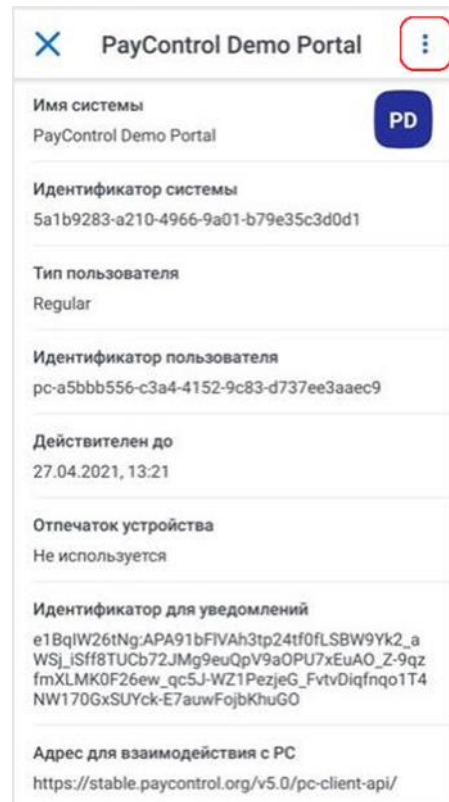 PayControl Demo Portal
Имя системы
PayControl Demo Portal
PD
Идентификатор системы
5a1b9283-a210-4966-9a01-b79e35c3d0d1
Тип пользователя
Regular
Идентификатор пользователя
pc-a5bbb556-c3a4-4152-9c83-d737ee3aaec9
Действителен до
27.04.2021, 13:21
Отпечаток устройства
Не используется
Идентификатор для уведомлений
e1BqIW26tNg:APA91bFlVAh3tp24tf0fLSBW9Yk2_a
WSj_iSff8TUCb72JMg9euQpV9aOPU7xEuAO_Z-9qz
fmXLMK0F26ew_qc5J-WZ1PezjeG_FvtvDiqfnqo1T4
NW170GxSUYck-E7auwFojbKhuGO
Адрес для взаимодействия с PC
https://stable.paycontrol.org/v5.0/pc-client-api/